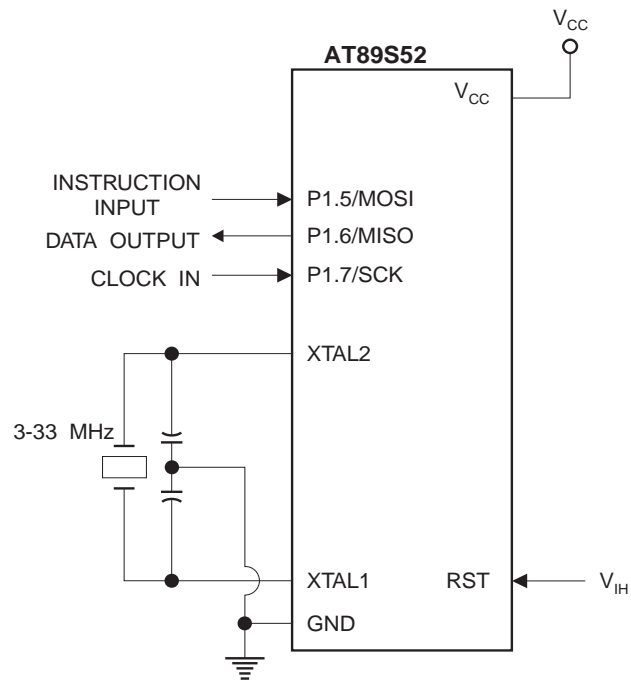 V_CC
AT89S52
V_CC
INSTRUCTION
INPUT
P1.5/MOSI
DATA OUTPUT
P1.6/MISO
CLOCK IN
P1.7/SCK
XTAL2
3-33 MHz
XTAL1
RST
V_IH
GND